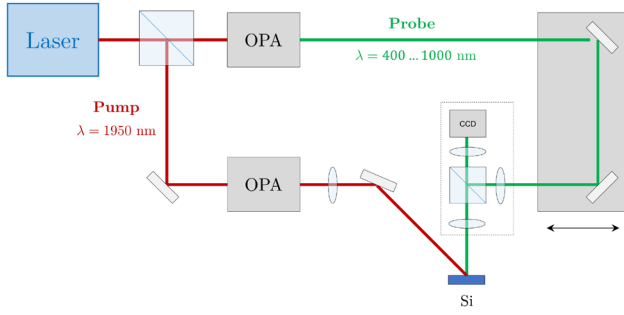 Laser
OPA
Probe
λ = 400 … 1000 nm
Pump
λ = 1950 nm
CCD
OPA
Si